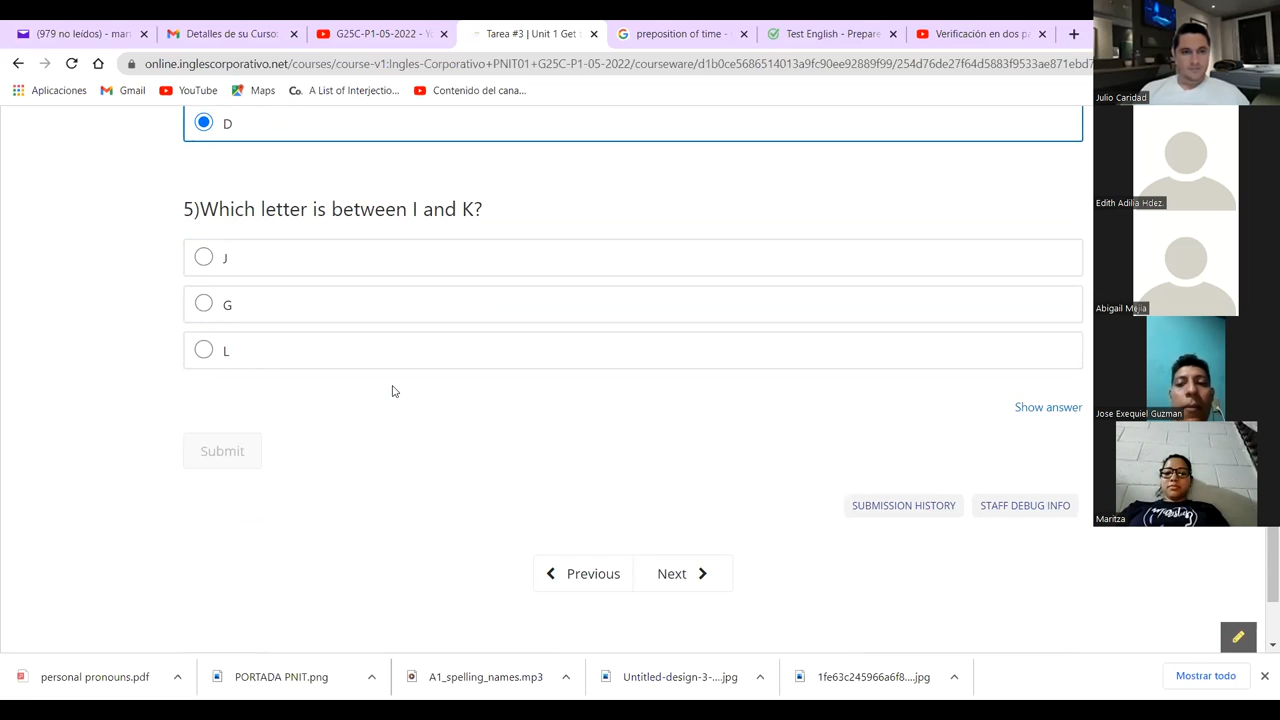 (979 no leídos) - mar
Detalles de su Curso:
G25C-P1-05-2022 - Yo
Tarea #3 | Unit 1 Get
preposition of time -
Test English - Prepare
Verificación en dos pa
online.inglescorporativo.net/courses/course-v1:Ingles-Corporativo+PNIT01+G25C-P1-05-2022/courseware/d1b0ce5686514013a9fc90ee92889f99/254d76de27f64d5883f9533ae871ebd7
Aplicaciones
Gmail
YouTube
Maps
Co. A List of Interjectio...
Contenido del cana...
D
5)Which letter is between I and K?
J
G
L
Show answer
Submit
SUBMISSION HISTORY
STAFF DEBUG INFO
Previous
Next
Julio Caridad
Edith Adilia Hdez.
Abigail Mejia
Jose Exequiel Guzman
Maritza
personal pronouns.pdf
PORTADA PNIT.png
A1_spelling_names.mp3
Untitled-design-3-....jpg
1fe63c245966a6f8....jpg
Mostrar todo